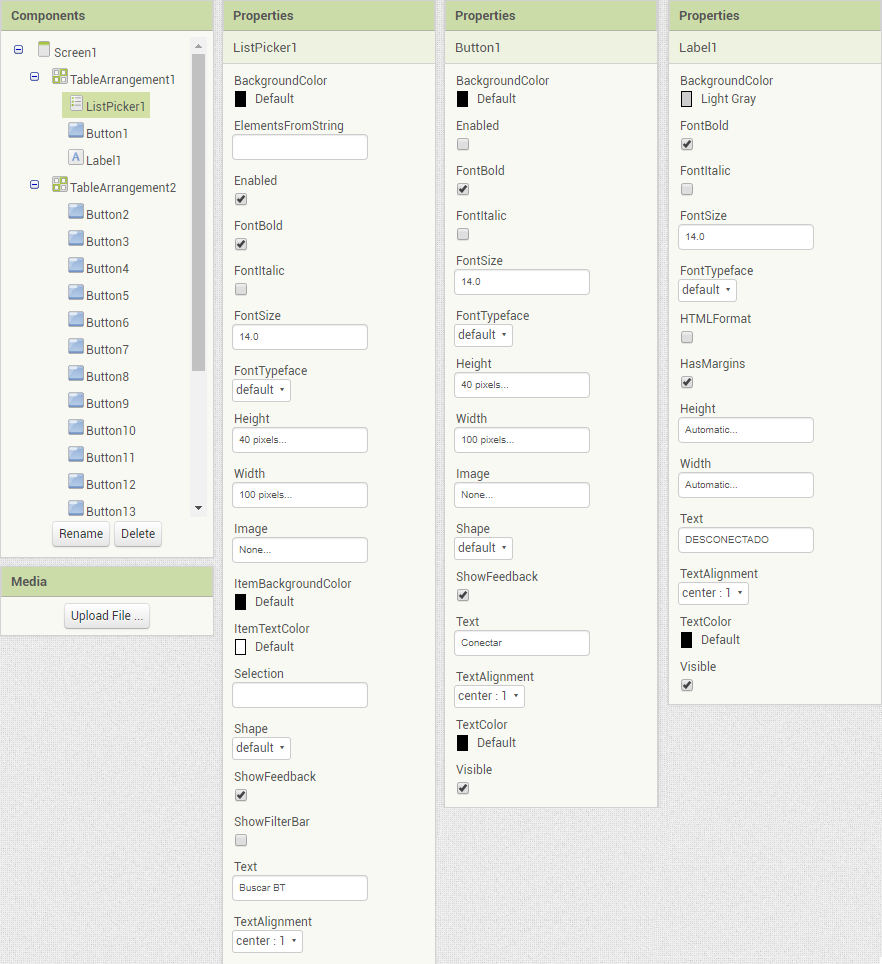 Components
Screen1
TableArrangement1
ListPicker1
Button1
A Label1
TableArrangement2
Button2
Button3
Button4
Button5
Button6
Button7
Button8
Button9
Button10
Button11
Button12
Button13
Rename Delete
Media
Upload File ...
Properties
ListPicker1
BackgroundColor
Default
ElementsFromString
Enabled
FontBold
FontItalic
FontSize
14.0
FontTypeface
default
Height
40 pixels...
Width
100 pixels...
Image
None...
ItemBackgroundColor
Default
ItemTextColor
Default
Selection
Shape
default
ShowFeedback
ShowFilterBar
Text
Buscar BT
TextAlignment
center : 1
Properties
Button1
BackgroundColor
Default
Enabled
FontBold
FontItalic
FontSize
14.0
FontTypeface
default
Height
40 pixels...
Width
100 pixels...
Image
None...
Shape
default
ShowFeedback
Text
Conectar
TextAlignment
center : 1
TextColor
Default
Visible
Properties
Label1
BackgroundColor
Light Gray
FontBold
FontItalic
FontSize
14.0
FontTypeface
default
HTMLFormat
HasMargins
Height
Automatic...
Width
Automatic...
Text
DESCONECTADO
TextAlignment
center : 1
TextColor
Default
Visible